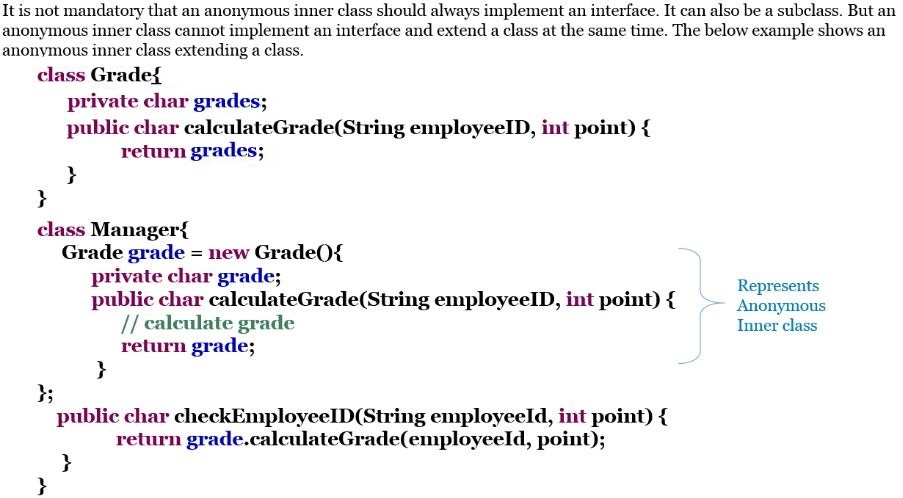 It is not mandatory that an anonymous inner class should always implement an interface. It can also be a subclass. But an
anonymous inner class cannot implement an interface and extend a class at the same time. The below example shows an
anonymous inner class extending a class.
class Grade{
private char grades;
public char calculateGrade(String employeeID, int point) {
return grades;
}
}
class Manager{
Grade grade = new Grade(){
private char grade;
public char calculateGrade(String employeeID, int point) {
// calculate grade
return grade;
}
};
public char checkEmployeeID(String employeeId, int point) {
return grade.calculateGrade(employeeId, point);
}
}
Represents
Anonymous
Inner class